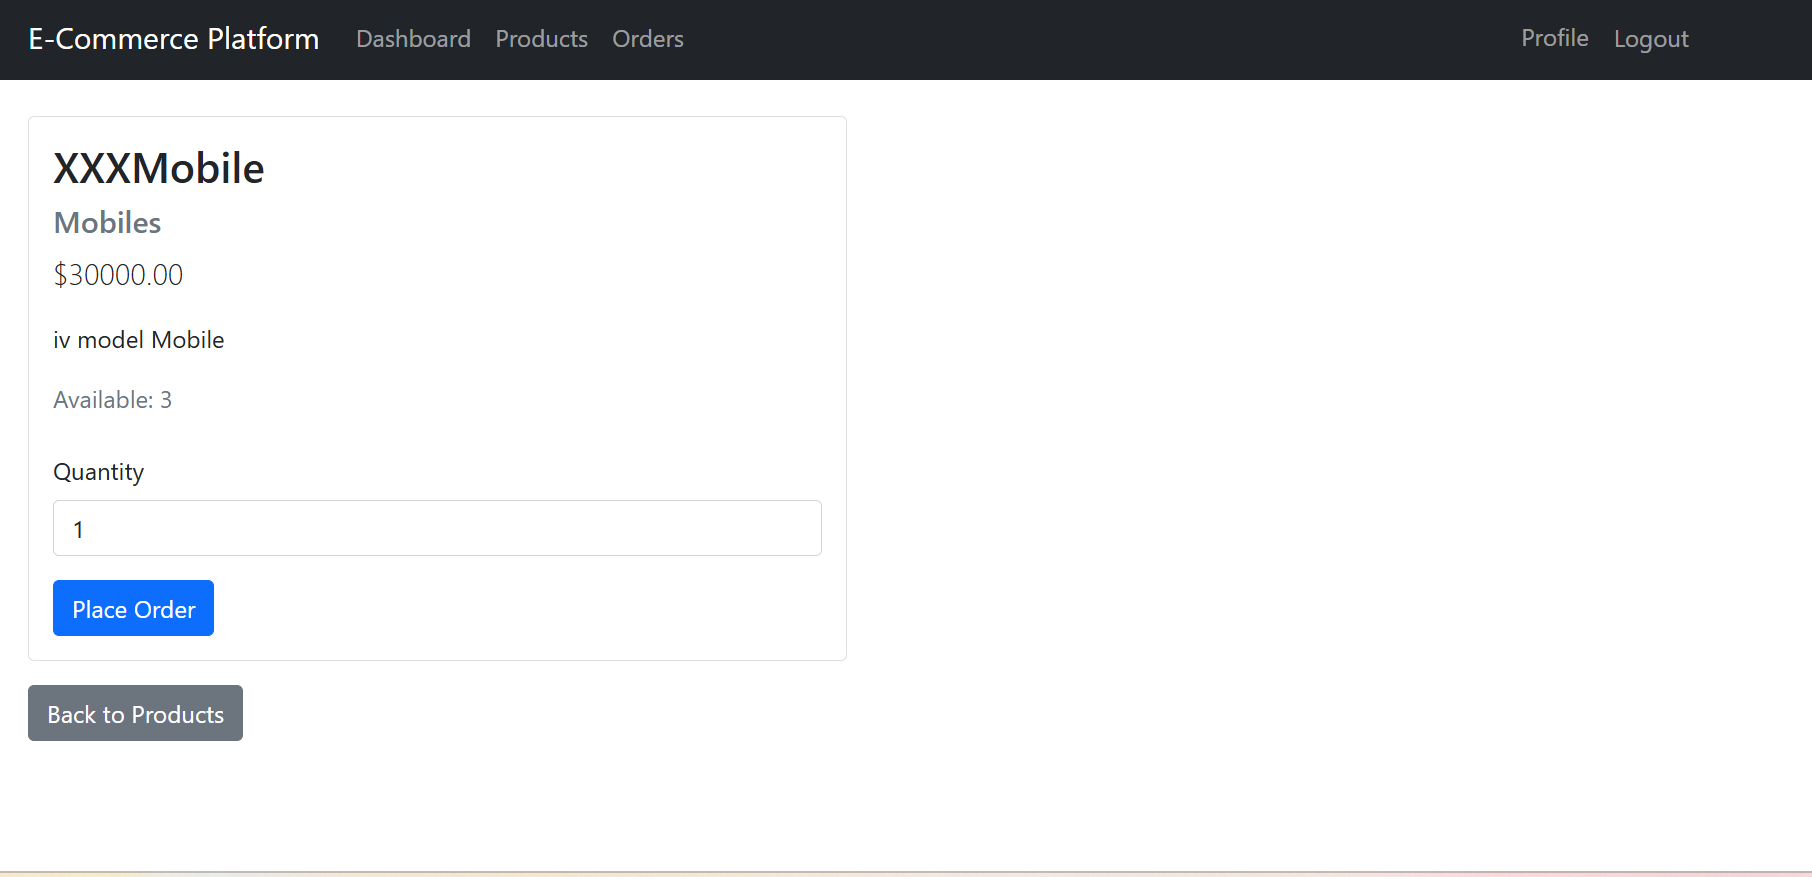 E-Commerce Platform Dashboard Products Orders Profile Logout
XXXMobile
Mobiles
$30000.00
iv model Mobile
Available: 3
Quantity
1
Place Order
Back to Products